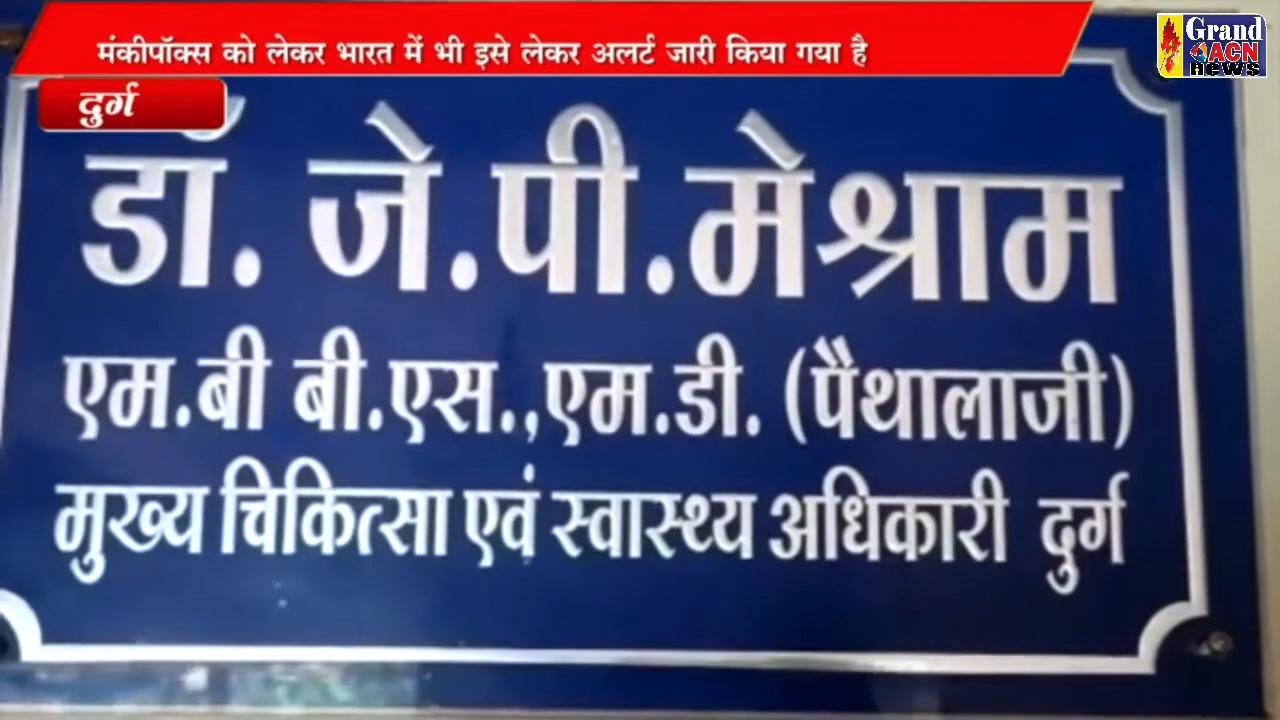 मंकीपॉक्स को लेकर भारत में भी इसे लेकर अलर्ट जारी किया गया है
Grand
ACN
news
दुर्ग
डॉ. जे.पी.मेश्राम
एम.बी बी.एस.,एम.डी. (पैथालाजी)
मुख्य चिकित्सा एवं स्वास्थ्य अधिकारी दुर्ग